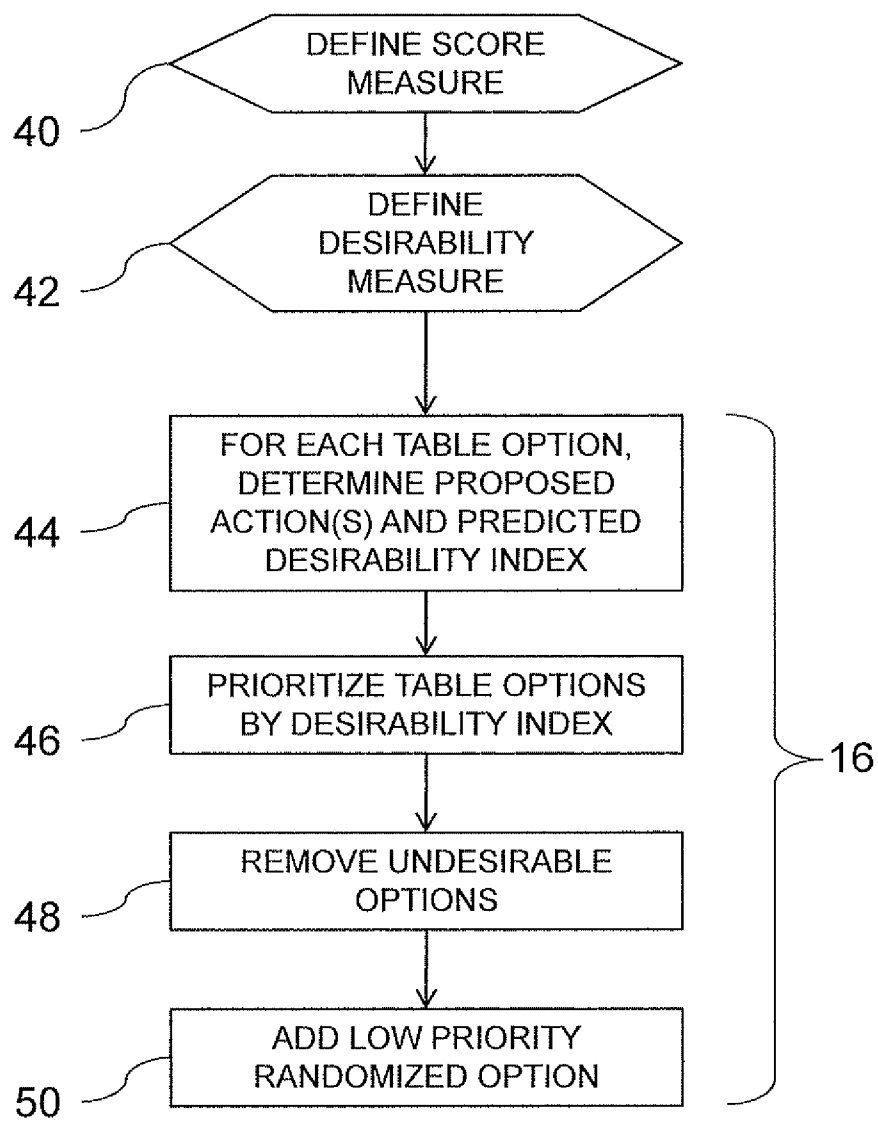 DEFINE SCORE
MEASURE
40
DEFINE
DESIRABILITY
MEASURE
42
FOR EACH TABLE OPTION,
DETERMINE PROPOSED
ACTION(S) AND PREDICTED
DESIRABILITY INDEX
44
PRIORITIZE TABLE OPTIONS
BY DESIRABILITY INDEX
46
16
REMOVE UNDESIRABLE
OPTIONS
48
ADD LOW PRIORITY
RANDOMIZED OPTION
50